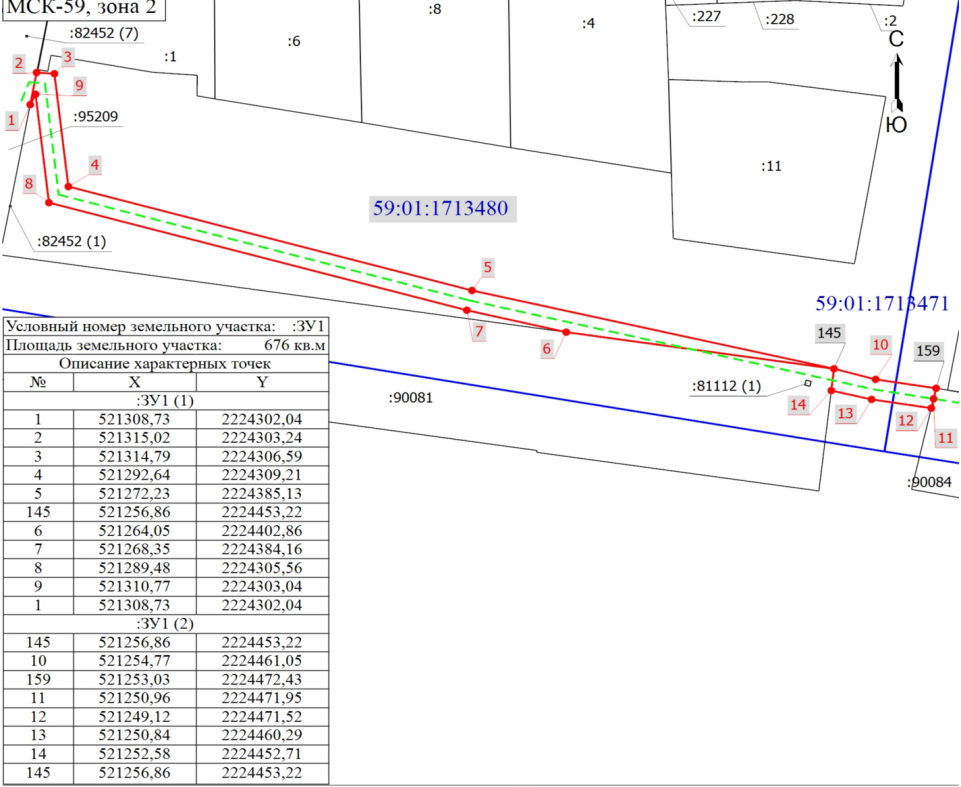 МСК-59, зона 2
:82452 (7)
:8
:227
:228
:2
:4
:6
:1
С
Ю
2
3
9
1
:95209
:11
4
8
59:01:1713480
:82452 (1)
5
59:01:1713471
7
6
145
10
159
:81112 (1)
14
13
12
11
:90081
:90084
Условный номер земельного участка: :ЗУ1
Площадь земельного участка: 676 кв.м
Описание характерных точек
№ X Y
:ЗУ1 (1)
1 521308,73 2224302,04
2 521315,02 2224303,24
3 521314,79 2224306,59
4 521292,64 2224309,21
5 521272,23 2224385,13
145 521256,86 2224453,22
6 521264,05 2224402,86
7 521268,35 2224384,16
8 521289,48 2224305,56
9 521310,77 2224303,04
1 521308,73 2224302,04
:ЗУ1 (2)
145 521256,86 2224453,22
10 521254,77 2224461,05
159 521253,03 2224472,43
11 521250,96 2224471,95
12 521249,12 2224471,52
13 521250,84 2224460,29
14 521252,58 2224452,71
145 521256,86 2224453,22